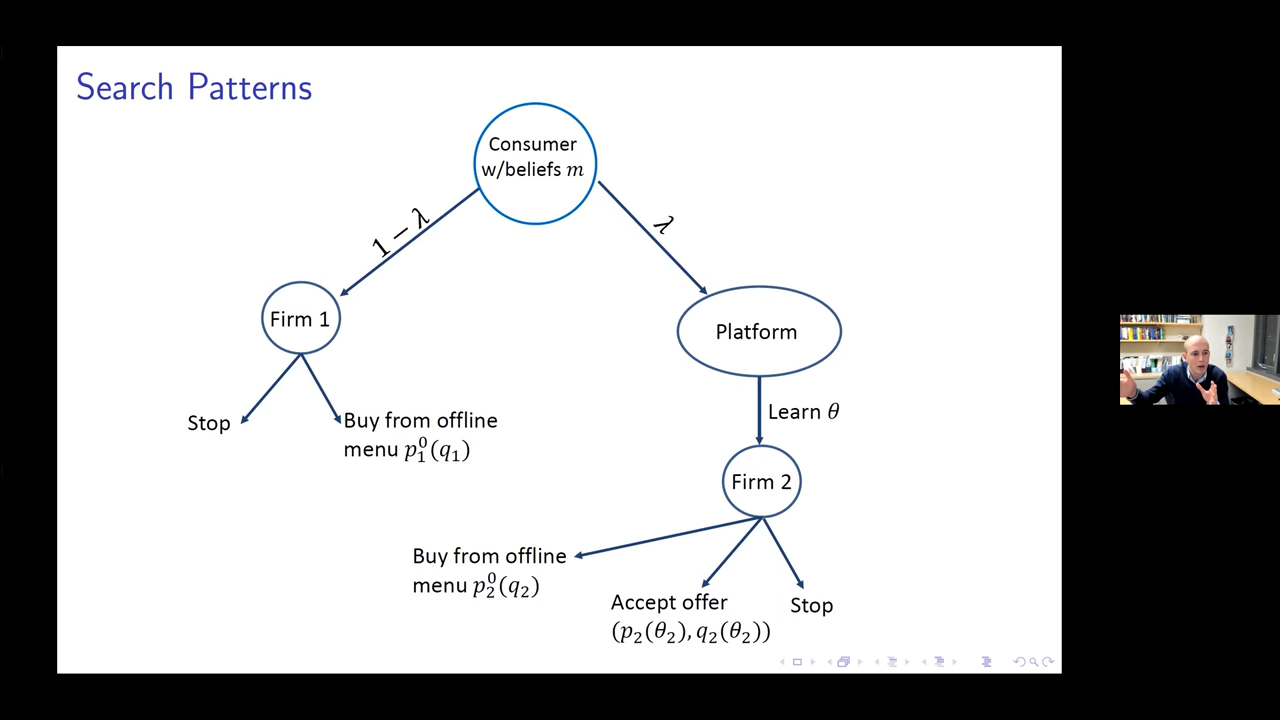 Search Patterns
Consumer
w/beliefs m
1 − λ
λ
Firm 1
Platform
Stop
Buy from offline
menu p₁⁰(q₁)
Learn θ
Firm 2
Buy from offline
menu p₂⁰(q₂)
Accept offer
(p₂(θ₂), q₂(θ₂))
Stop